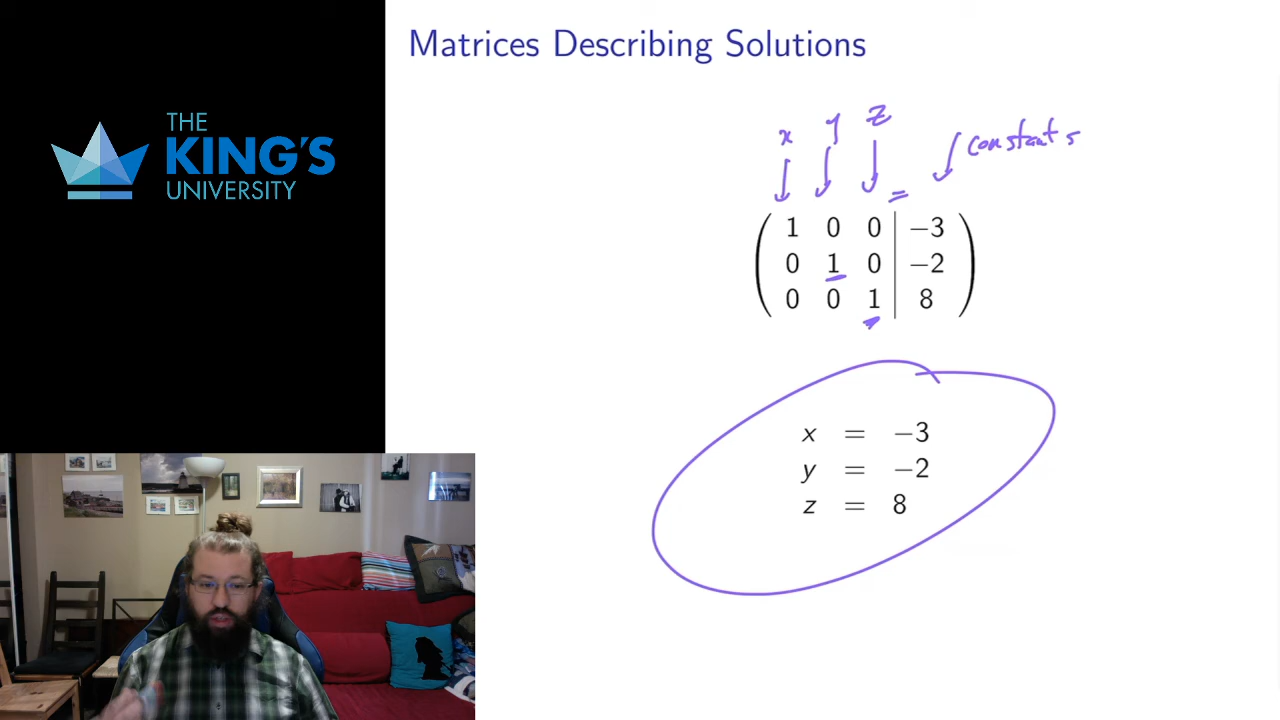 THE
KING'S
UNIVERSITY
Matrices Describing Solutions
x y z = constants
1 0 0 | −3
0 1 0 | −2
0 0 1 | 8
x = −3
y = −2
z = 8